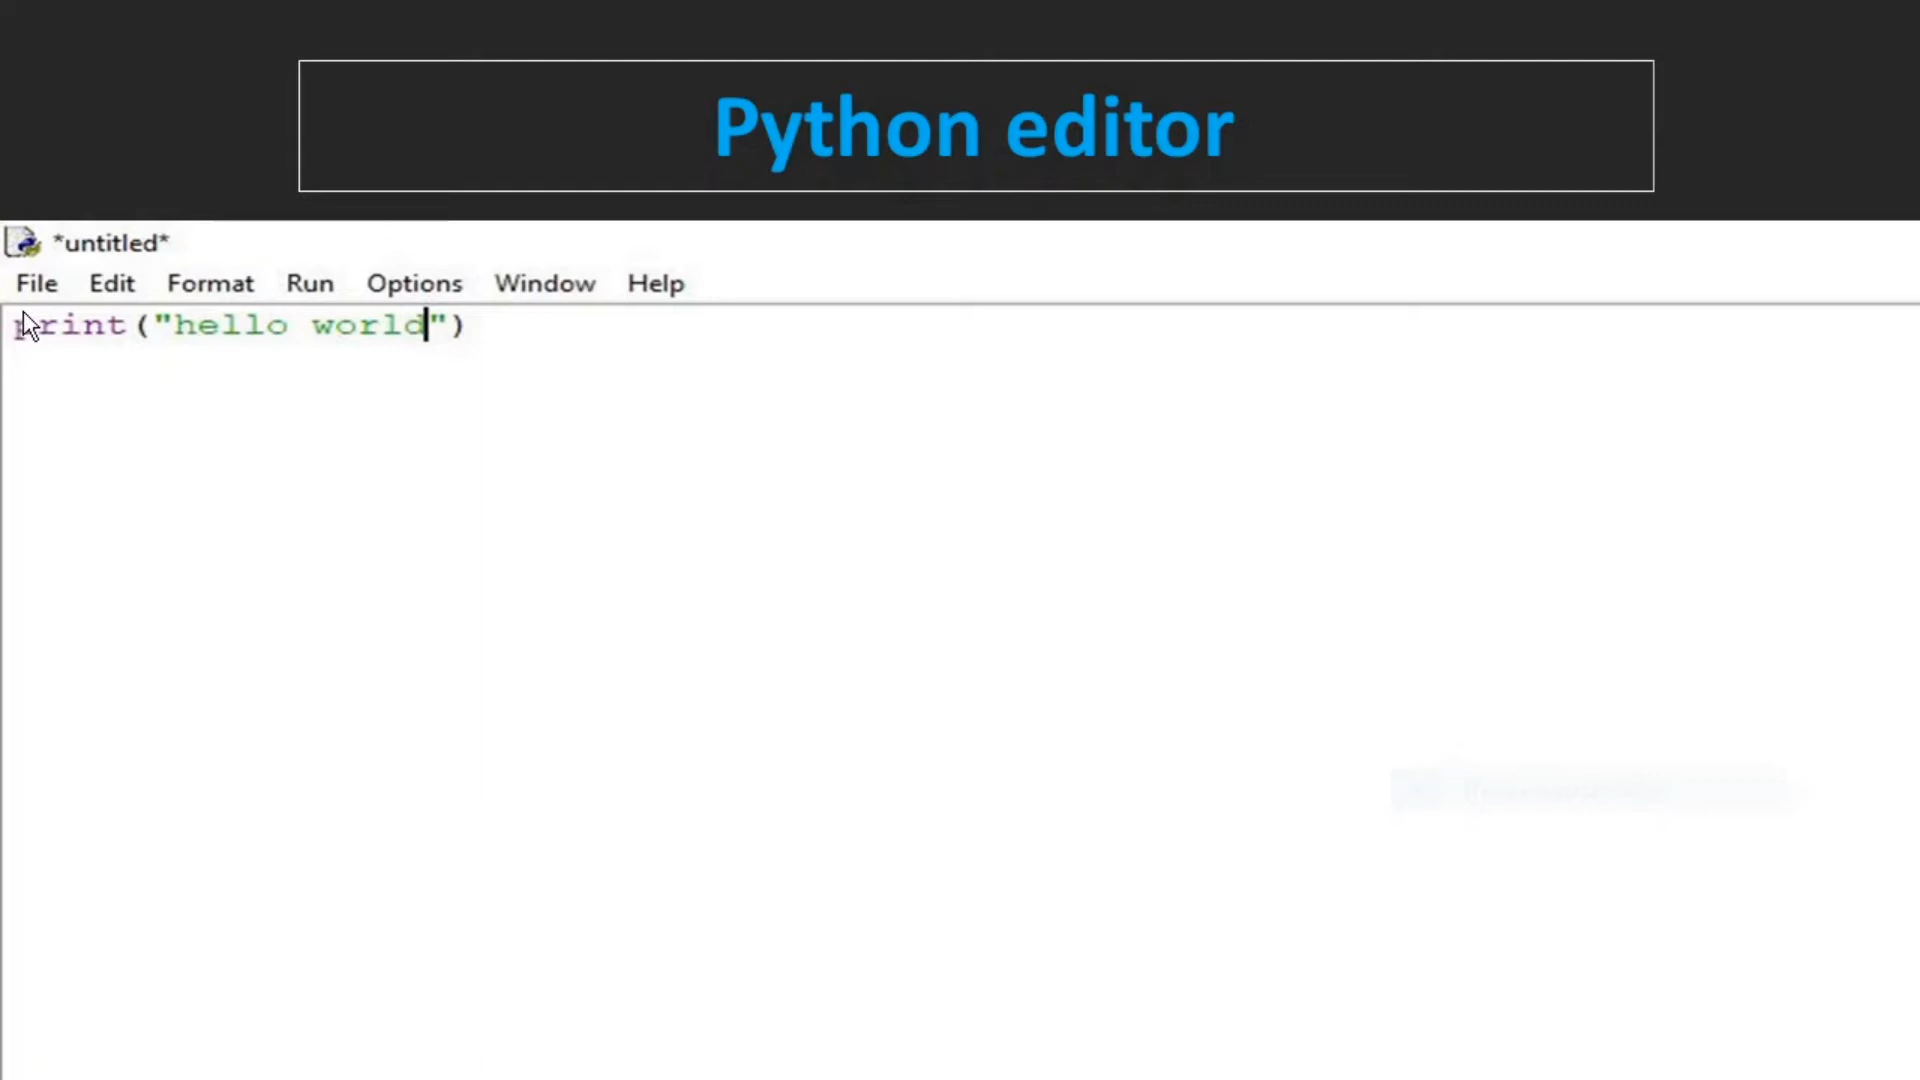 Python editor
*untitled*
File Edit Format Run Options Window Help
print("hello world")